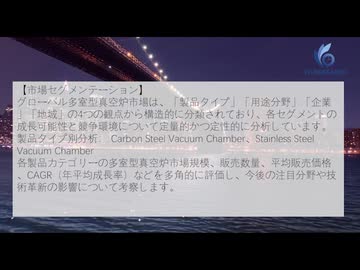 【市場セグメンテーション】
グローバル多室型真空炉市場は、「製品タイプ」「用途分野」「企業
」「地域」の4つの観点から構造的に分類されており、各セグメントの
成長可能性と競争環境について定量的かつ定性的に分析しています。
製品タイプ別分析： Carbon Steel Vacuum Chamber、Stainless Steel
Vacuum Chamber
各製品カテゴリーの多室型真空炉市場規模、販売数量、平均販売価格
、CAGR（年平均成長率）などを多角的に評価し、今後の注目分野や技
術革新の影響について考察します。